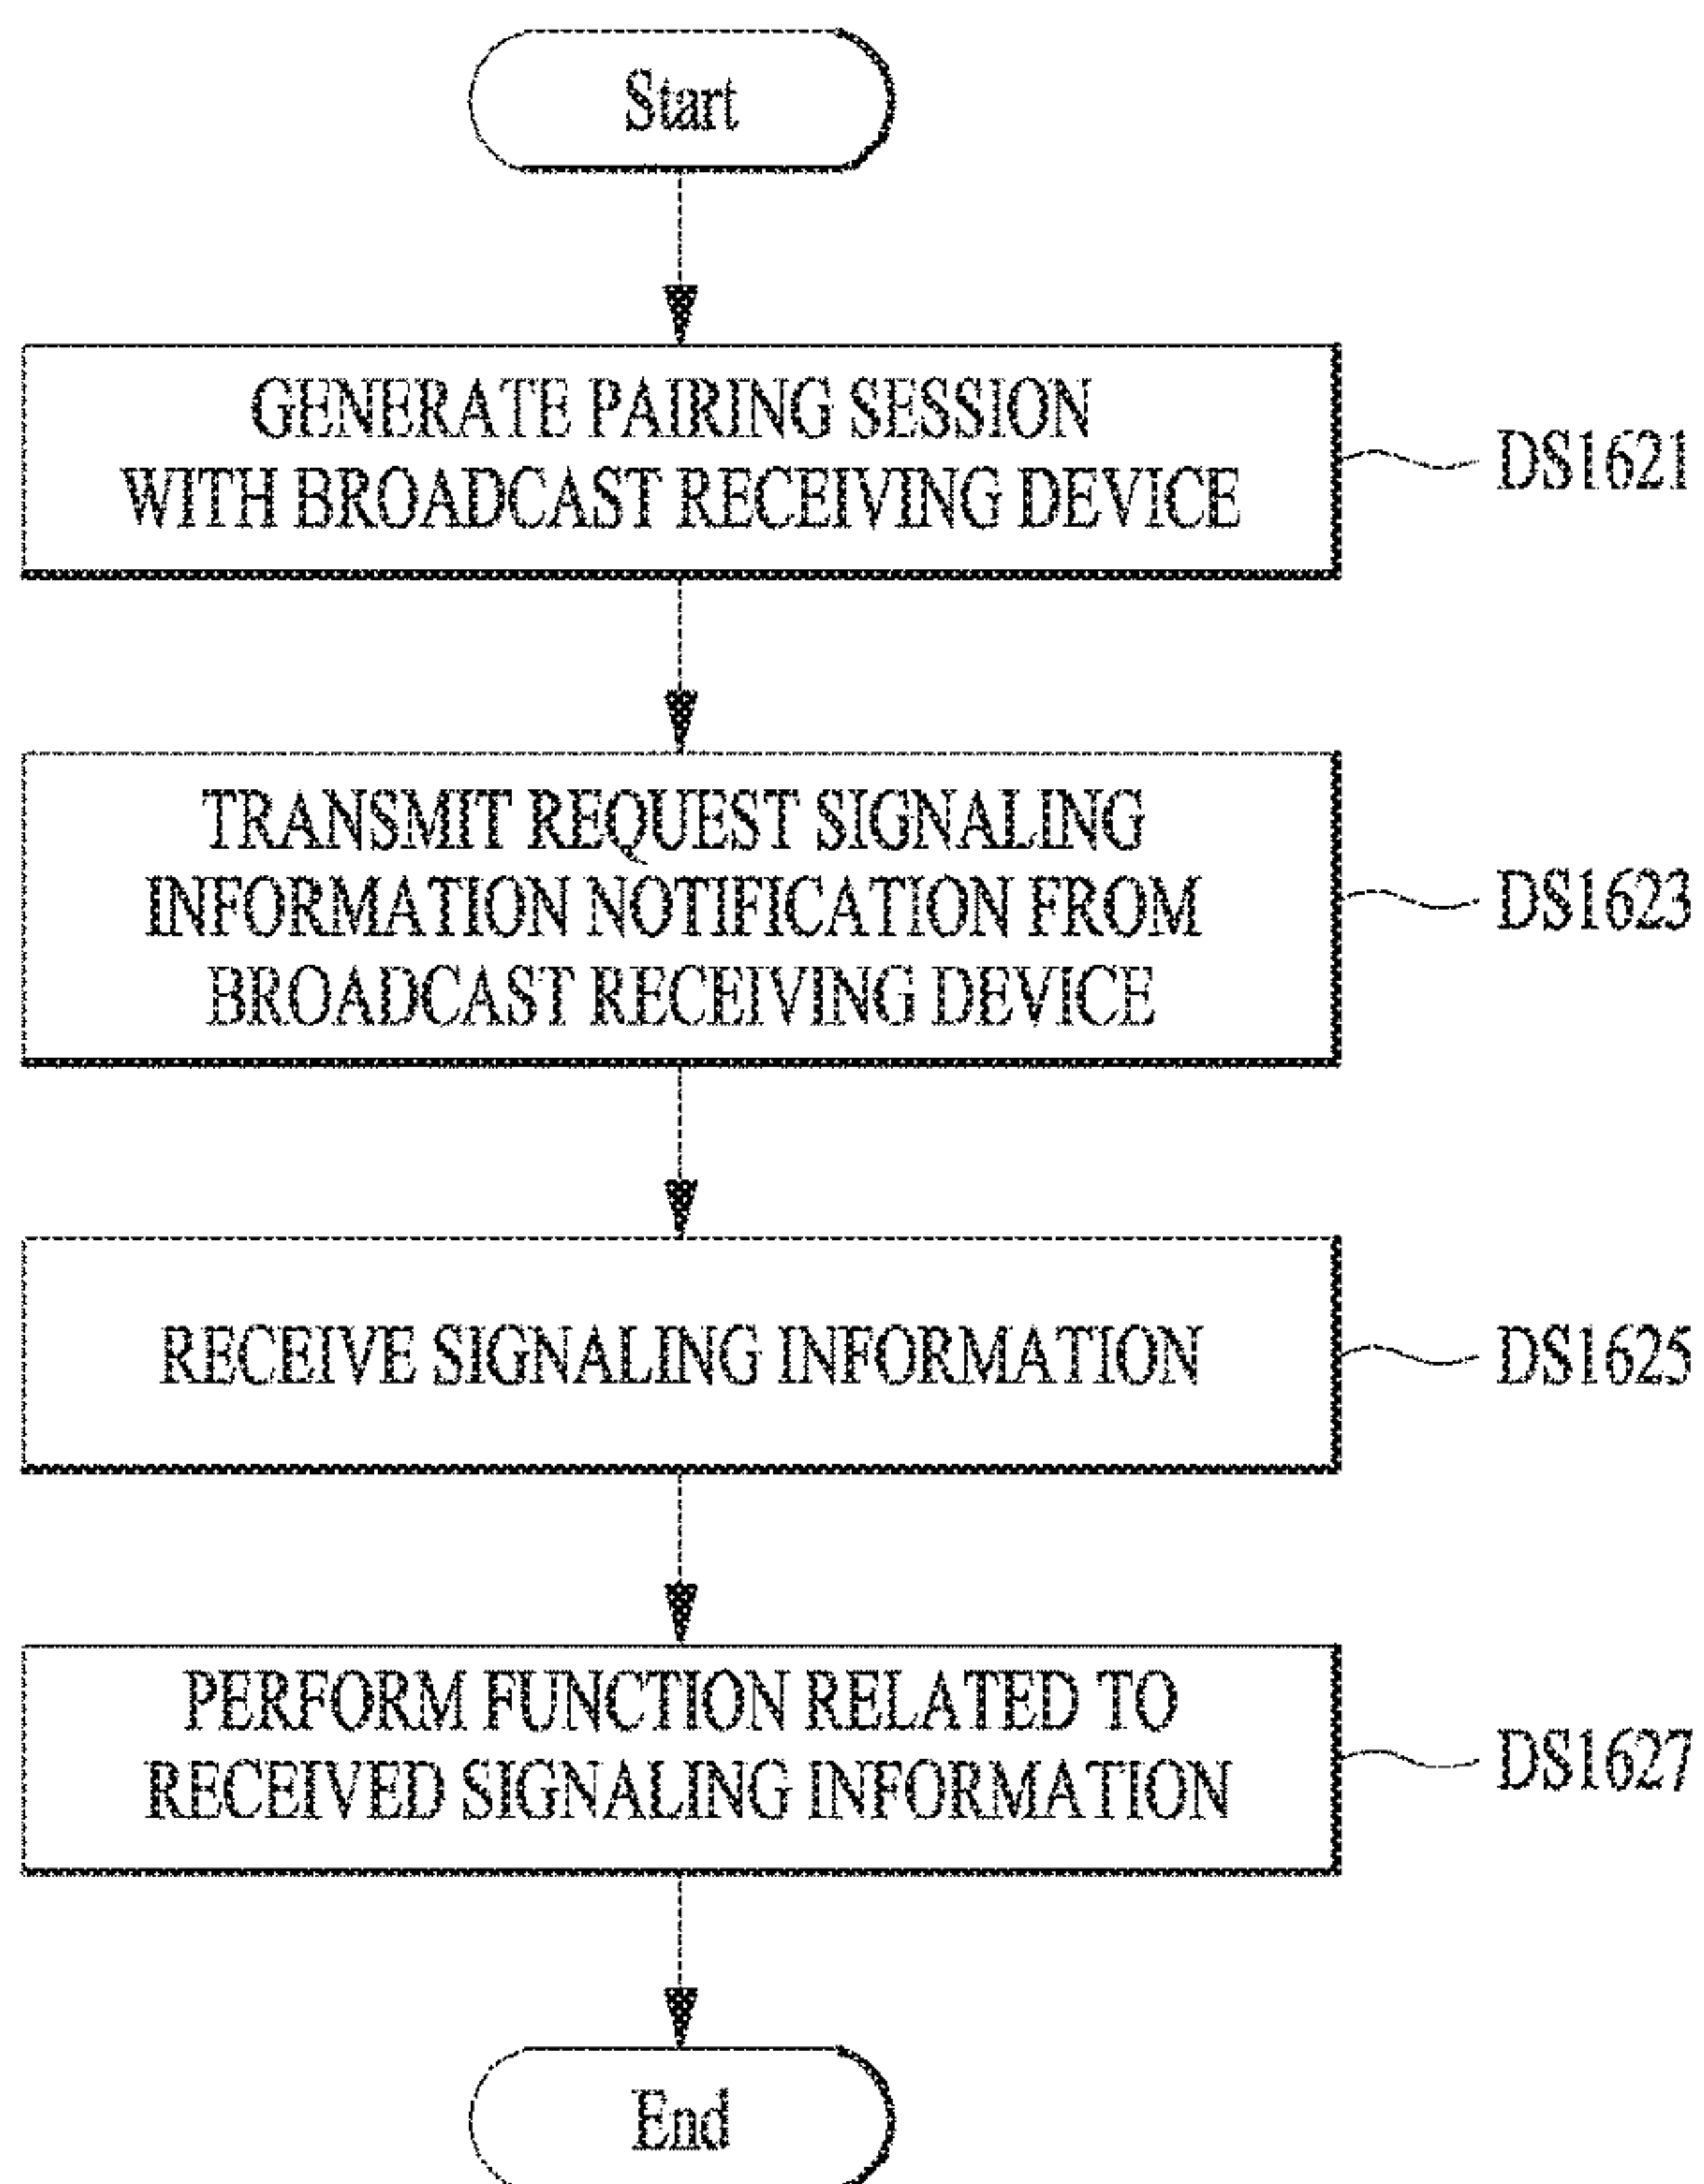 Start
GENERATE PAIRING SESSION
WITH BROADCAST RECEIVING DEVICE
DS1621
TRANSMIT REQUEST SIGNALING
INFORMATION NOTIFICATION FROM
BROADCAST RECEIVING DEVICE
DS1623
RECEIVE SIGNALING INFORMATION
DS1625
PERFORM FUNCTION RELATED TO
RECEIVED SIGNALING INFORMATION
DS1627
End